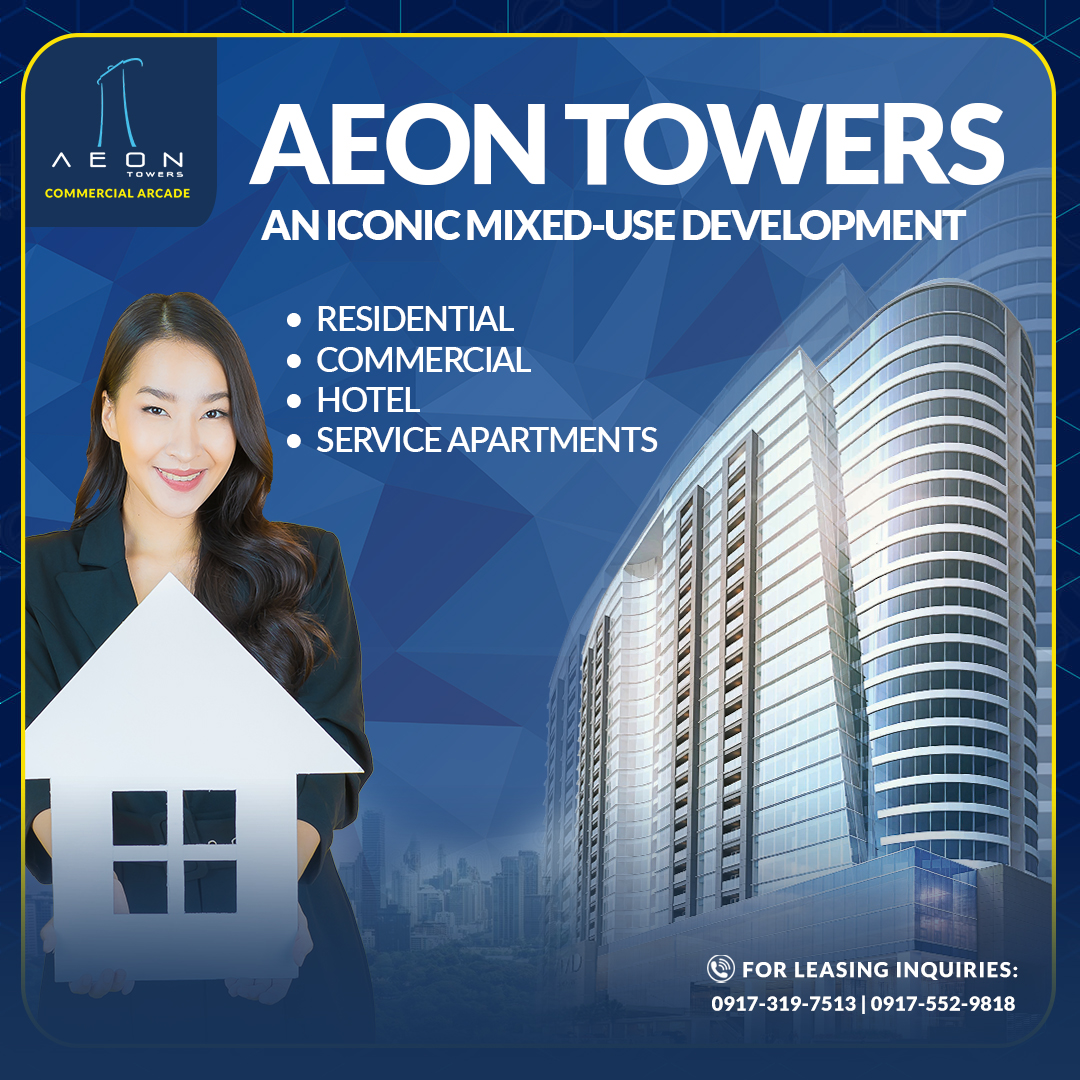 AEON
TOWERS
COMMERCIAL ARCADE
AEON TOWERS
AN ICONIC MIXED-USE DEVELOPMENT
• RESIDENTIAL
• COMMERCIAL
• HOTEL
• SERVICE APARTMENTS
FOR LEASING INQUIRIES:
0917-319-7513 | 0917-552-9818